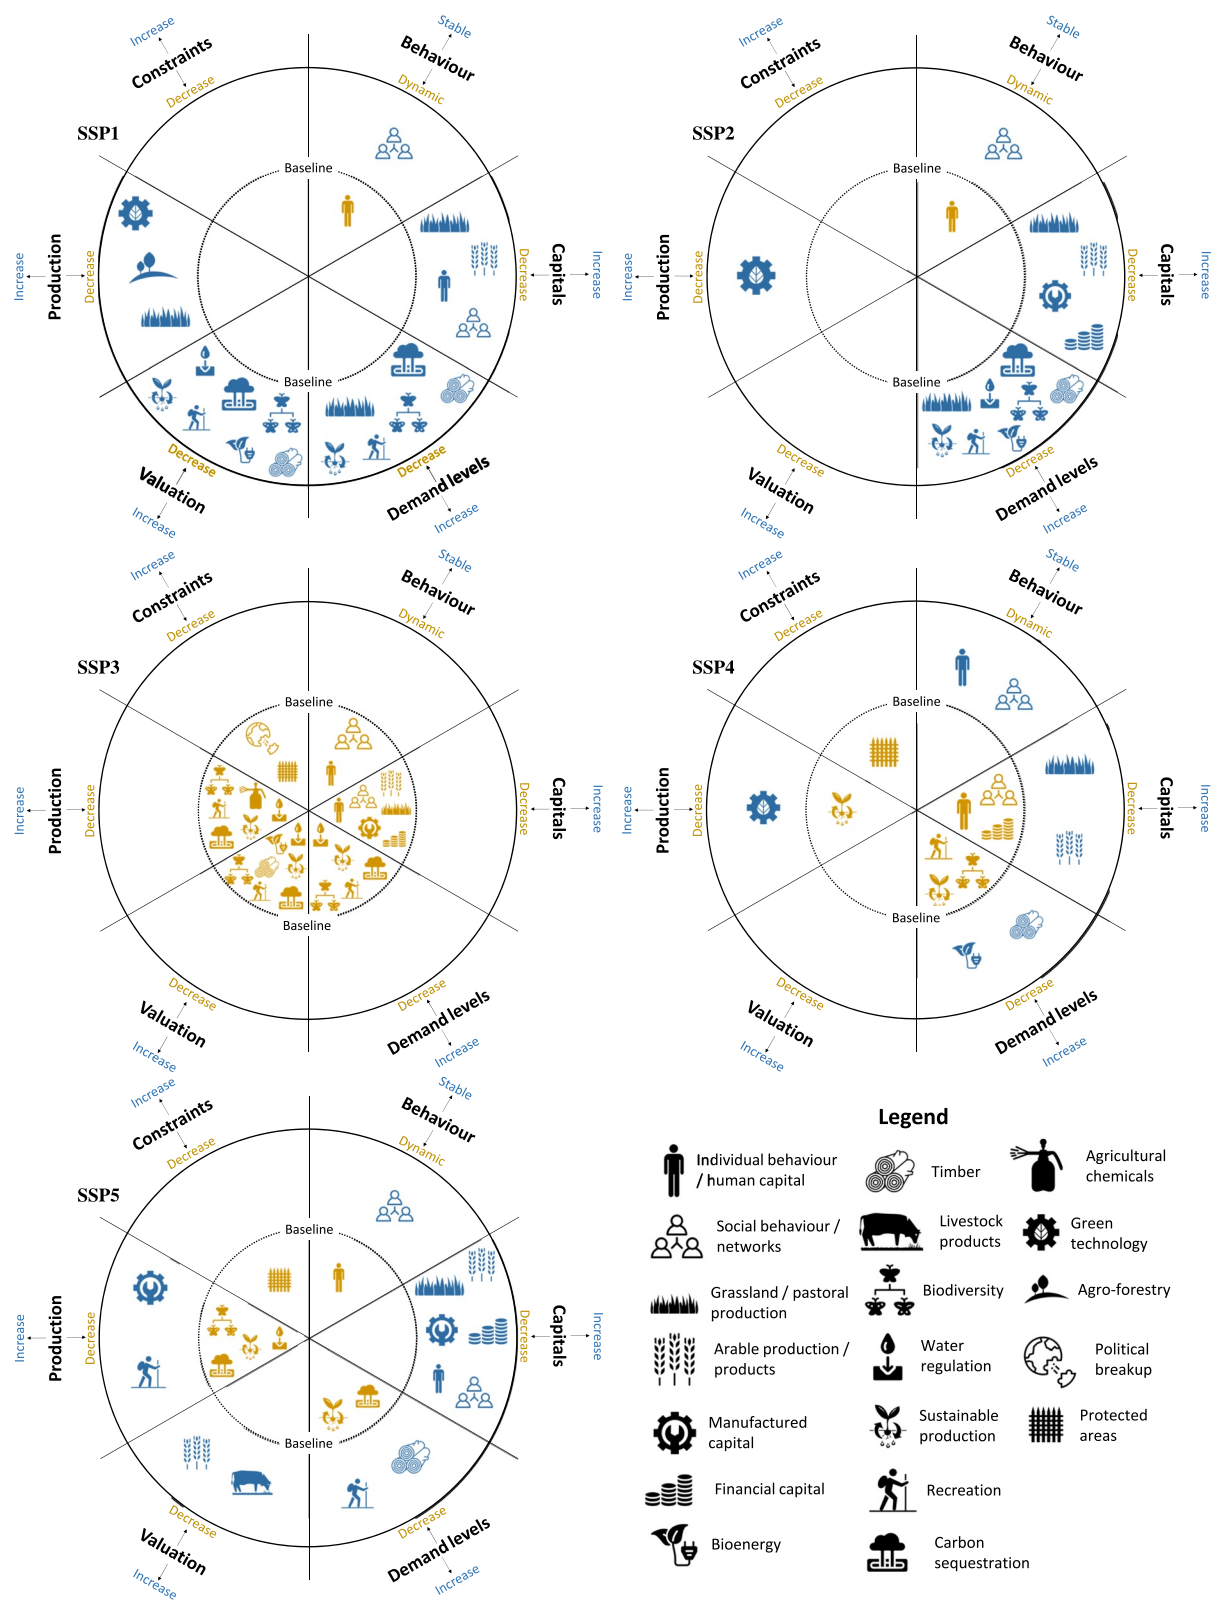 SSP1
Increase
Constraints
Decrease
Stable
Behaviour
Dynamic
Baseline
Increase
Production
Decrease
Decrease
Capitals
Increase
Baseline
Decrease
Valuation
Increase
Decrease
Demand levels
Increase
SSP2
Increase
Constraints
Decrease
Stable
Behaviour
Dynamic
Baseline
Increase
Production
Decrease
Decrease
Capitals
Increase
Baseline
Decrease
Valuation
Increase
Decrease
Demand levels
Increase
SSP3
Increase
Constraints
Decrease
Stable
Behaviour
Dynamic
Baseline
Increase
Production
Decrease
Decrease
Capitals
Increase
Baseline
Decrease
Valuation
Increase
Decrease
Demand levels
Increase
SSP4
Increase
Constraints
Decrease
Stable
Behaviour
Dynamic
Baseline
Increase
Production
Decrease
Decrease
Capitals
Increase
Baseline
Decrease
Valuation
Increase
Decrease
Demand levels
Increase
SSP5
Increase
Constraints
Decrease
Stable
Behaviour
Dynamic
Baseline
Increase
Production
Decrease
Decrease
Capitals
Increase
Baseline
Decrease
Valuation
Increase
Decrease
Demand levels
Increase
Legend
Individual behaviour
/ human capital
Social behaviour /
networks
Grassland / pastoral
production
Arable production /
products
Manufactured
capital
Financial capital
Bioenergy
Timber
Livestock
products
Biodiversity
Water
regulation
Sustainable
production
Recreation
Carbon
sequestration
Agricultural
chemicals
Green
technology
Agro-forestry
Political
breakup
Protected
areas